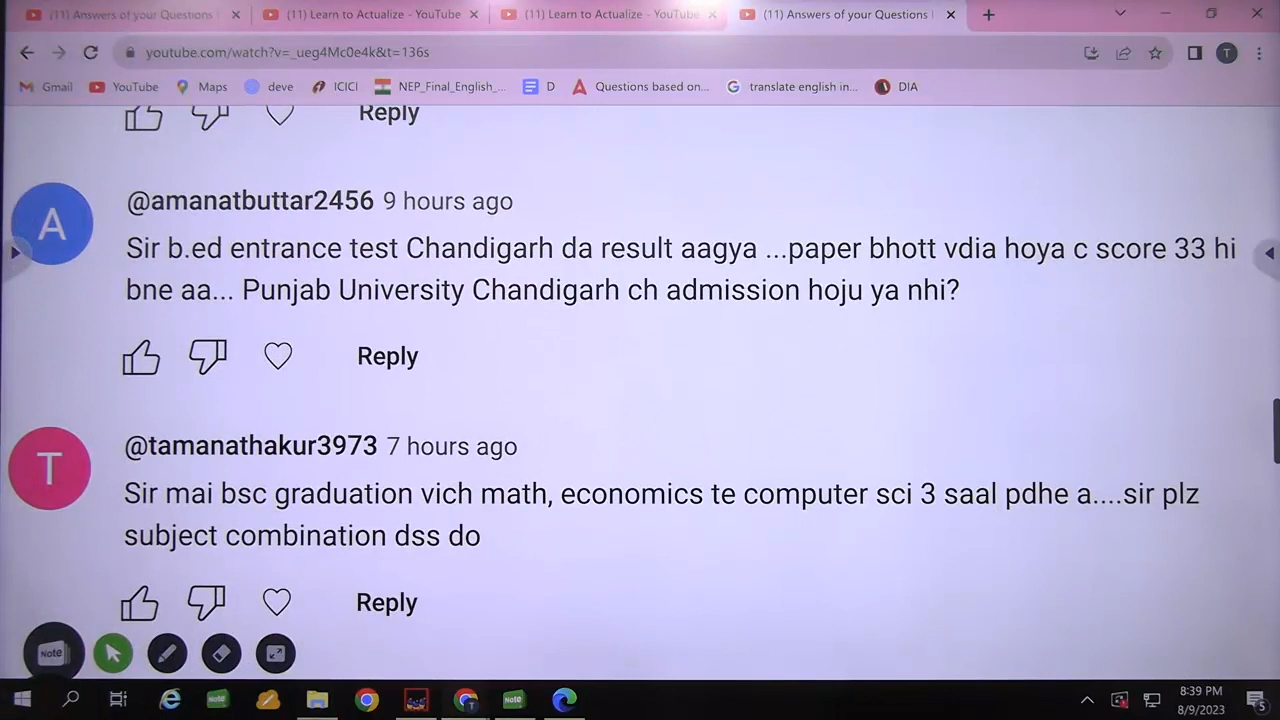 (11) Answers of your Questions
(11) Learn to Actualize - YouTube
(11) Learn to Actualize - YouTube
(11) Answers of your Questions
youtube.com/watch?v=_ueg4Mc0e4k&t=136s
T
Gmail
YouTube
Maps
deve
ICICI
NEP_Final_English_...
D
Questions based on...
translate english in...
DIA
Reply
A
@amanatbuttar2456 9 hours ago
Sir b.ed entrance test Chandigarh da result aagya ...paper bhott vdia hoya c score 33 hi
bne aa... Punjab University Chandigarh ch admission hoju ya nhi?
Reply
T
@tamanathakur3973 7 hours ago
Sir mai bsc graduation vich math, economics te computer sci 3 saal pdhe a....sir plz
subject combination dss do
Reply
Note
Note
T
Note
8:39 PM
8/9/2023
5